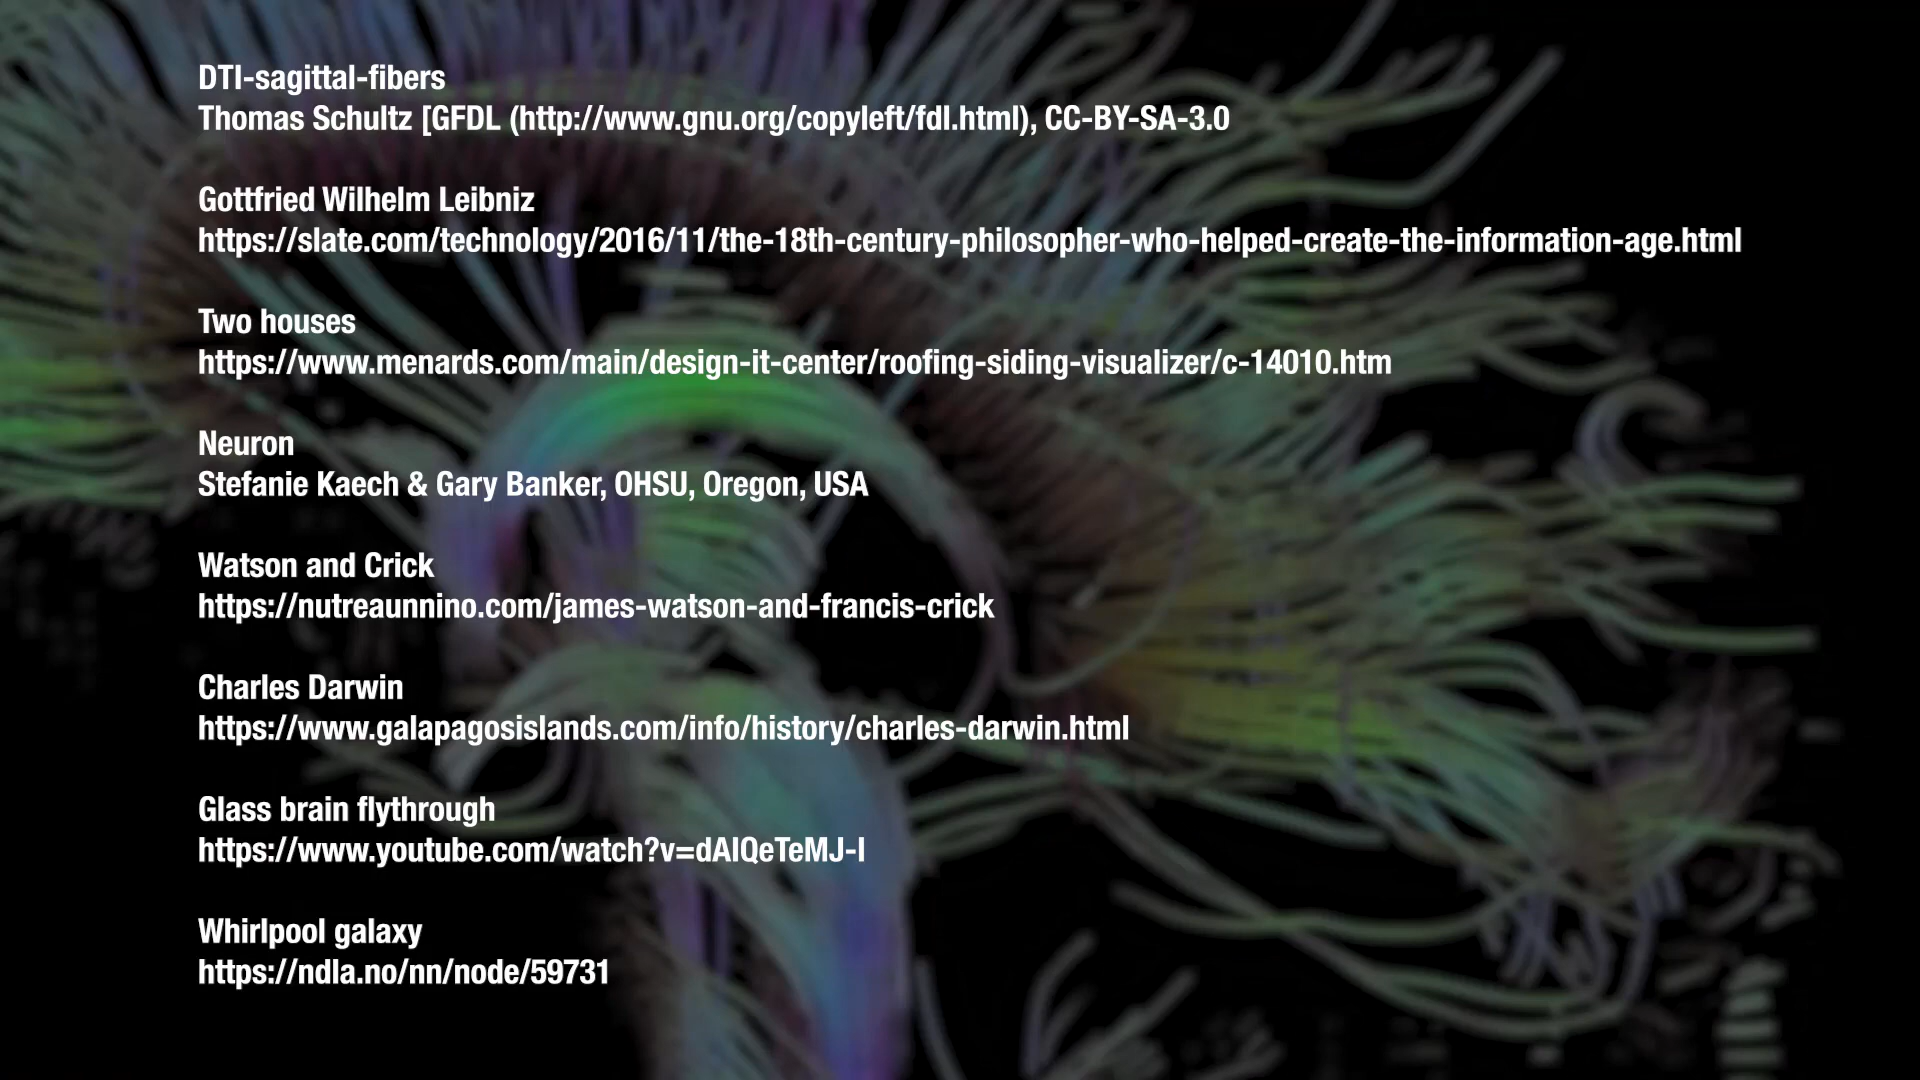 DTI-sagittal-fibers
Thomas Schultz [GFDL (http://www.gnu.org/copyleft/fdl.html), CC-BY-SA-3.0
Gottfried Wilhelm Leibniz
https://slate.com/technology/2016/11/the-18th-century-philosopher-who-helped-create-the-information-age.html
Two houses
https://www.menards.com/main/design-it-center/roofing-siding-visualizer/c-14010.htm
Neuron
Stefanie Kaech & Gary Banker, OHSU, Oregon, USA
Watson and Crick
https://nutreaunnino.com/james-watson-and-francis-crick
Charles Darwin
https://www.galapagosislands.com/info/history/charles-darwin.html
Glass brain flythrough
https://www.youtube.com/watch?v=dAIQeTeMJ-I
Whirlpool galaxy
https://ndla.no/nn/node/59731